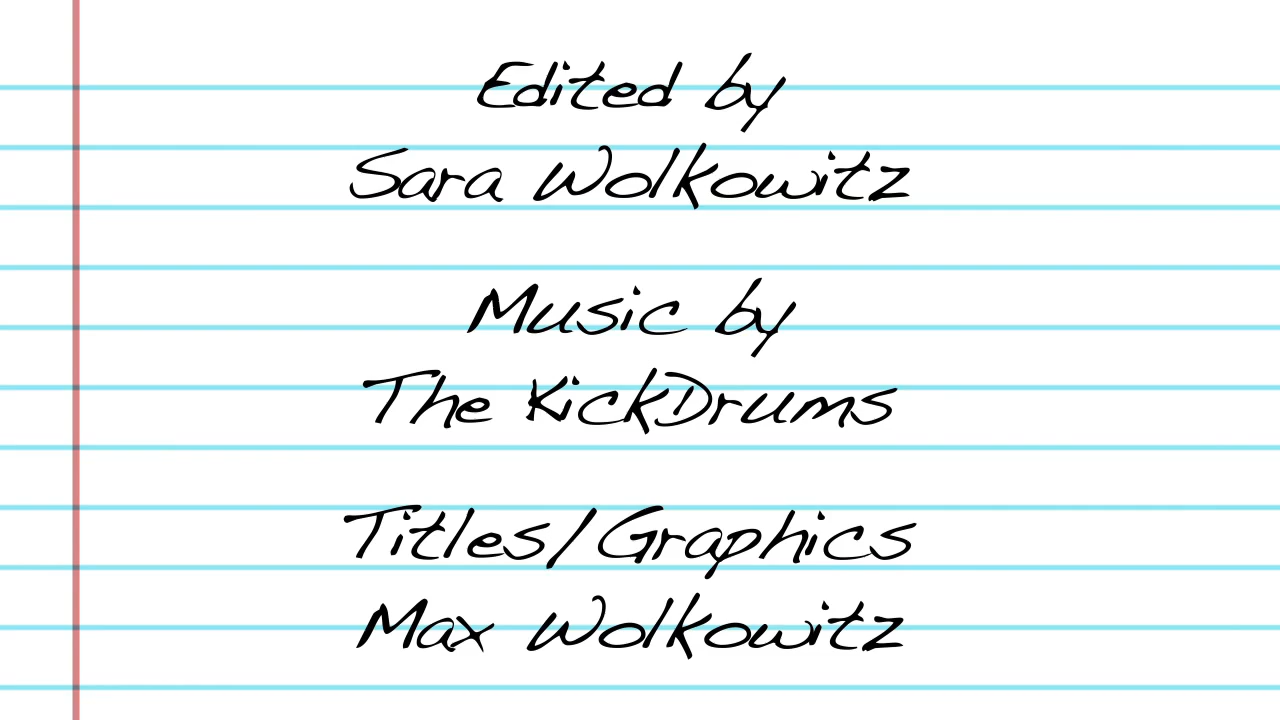 Edited by
Sara Wolkowitz
Music by
The KickDrums
Titles/Graphics
Max Wolkowitz